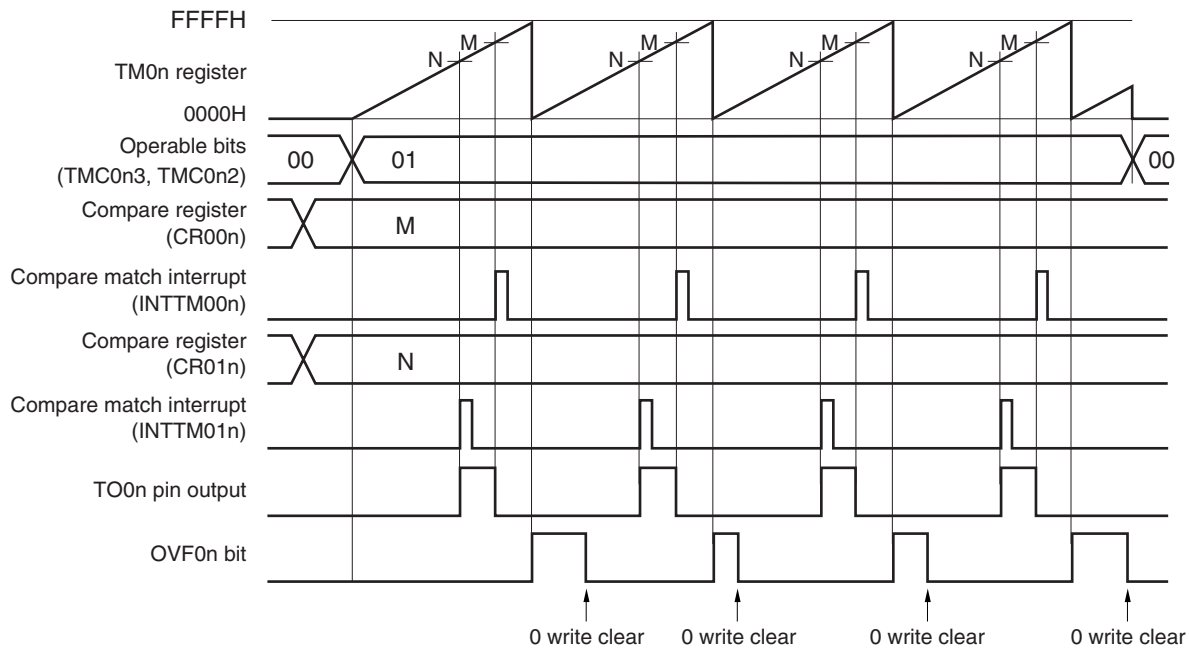 FFFFH
TM0n register
0000H
N M N M N M N M
Operable bits
(TMC0n3, TMC0n2)
00 01 00
Compare register
(CR00n)
M
Compare match interrupt
(INTTM00n)
Compare register
(CR01n)
N
Compare match interrupt
(INTTM01n)
TO0n pin output
OVF0n bit
0 write clear 0 write clear 0 write clear 0 write clear